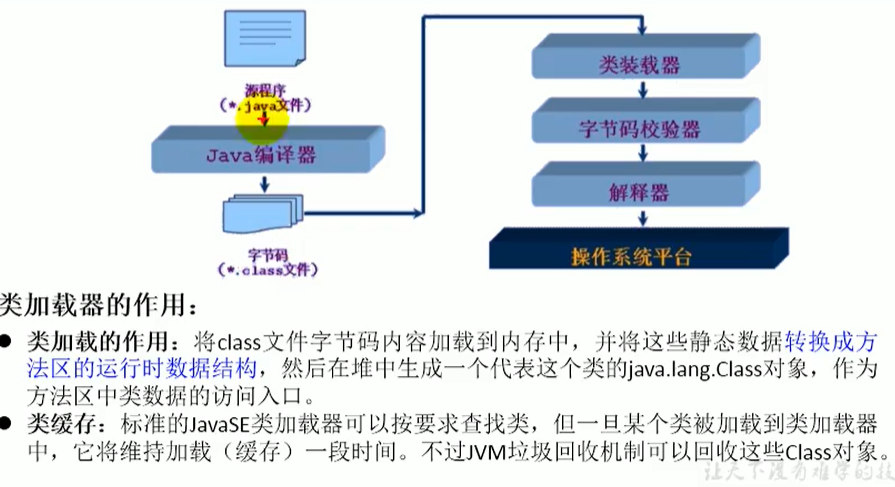 源程序
(*.java文件)
Java编译器
字节码
(*.class文件)
类装载器
字节码校验器
解释器
操作系统平台
类加载器的作用：
● 类加载的作用：将class文件字节码内容加载到内存中，并将这些静态数据转换成方
法区的运行时数据结构，然后在堆中生成一个代表这个类的java.lang.Class对象，作为
方法区中类数据的访问入口。
● 类缓存：标准的JavaSE类加载器可以按要求查找类，但一旦某个类被加载到类加载器
中，它将维持加载（缓存）一段时间。不过JVM垃圾回收机制可以回收这些Class对象。
让天下没有难学的技